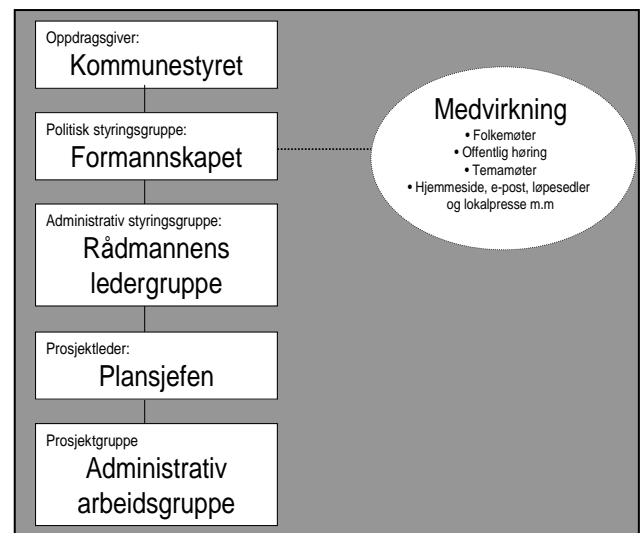 Oppdragsgiver:
Kommunestyret
Politisk styringsgruppe:
Formannskapet
Administrativ styringsgruppe:
Rådmannens
ledergruppe
Prosjektleder:
Plansjefen
Prosjektgruppe
Administrativ
arbeidsgruppe
Medvirkning
• Folkemøter
• Offentlig høring
• Temamøter
• Hjemmeside, e-post, løpesedler
og lokalpresse m.m